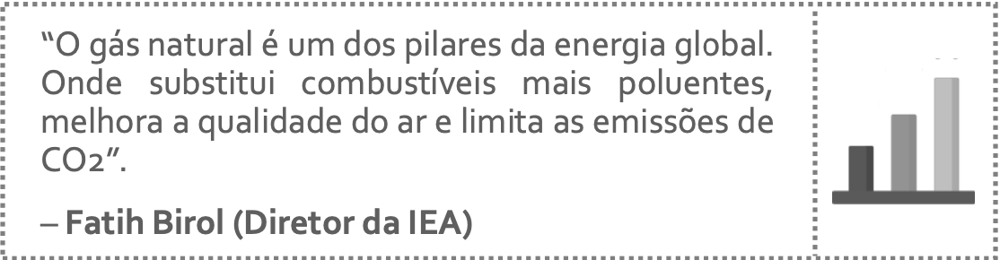 “O gás natural é um dos pilares da energia global.
Onde substitui combustíveis mais poluentes,
melhora a qualidade do ar e limita as emissões de
CO2”.
– Fatih Birol (Diretor da IEA)